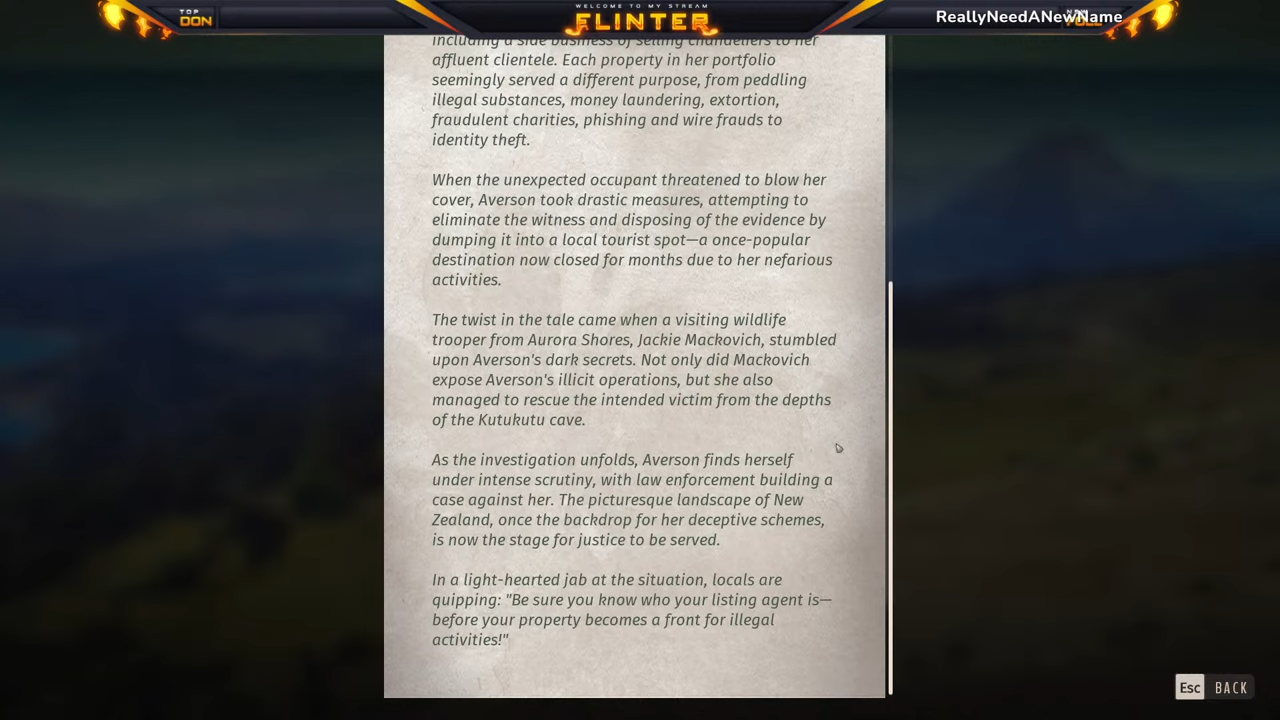 WELCOME TO MY STREAM
TOP
DON
FLINTER
ReallyNeedANewName
including a side business of selling chandeliers to her
affluent clientele. Each property in her portfolio
seemingly served a different purpose, from peddling
illegal substances, money laundering, extortion,
fraudulent charities, phishing and wire frauds to
identity theft.
When the unexpected occupant threatened to blow her
cover, Averson took drastic measures, attempting to
eliminate the witness and disposing of the evidence by
dumping it into a local tourist spot—a once-popular
destination now closed for months due to her nefarious
activities.
The twist in the tale came when a visiting wildlife
trooper from Aurora Shores, Jackie Mackovich, stumbled
upon Averson's dark secrets. Not only did Mackovich
expose Averson's illicit operations, but she also
managed to rescue the intended victim from the depths
of the Kutukutu cave.
As the investigation unfolds, Averson finds herself
under intense scrutiny, with law enforcement building a
case against her. The picturesque landscape of New
Zealand, once the backdrop for her deceptive schemes,
is now the stage for justice to be served.
In a light-hearted jab at the situation, locals are
quipping: "Be sure you know who your listing agent is—
before your property becomes a front for illegal
activities!"
Esc BACK